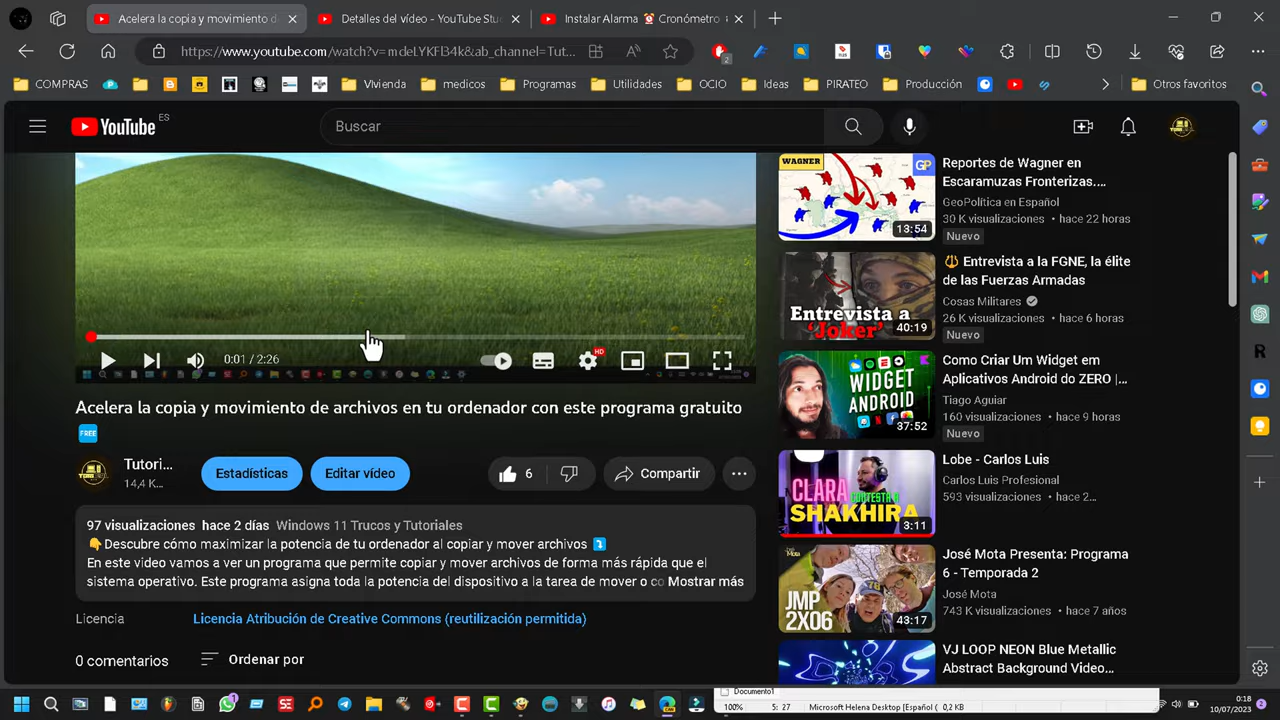 Acelera la copia y movimiento d
Detalles del vídeo - YouTube Stu
Instalar Alarma ⏰ Cronómetro
https://www.youtube.com/watch?v=mdeLYKFl34k&ab_channel=Tut...
2
COMPRAS
Vivienda
medicos
Programas
Utilidades
OCIO
Ideas
PIRATEO
Producción
Otros favoritos
YouTube ES
Buscar
0:01 / 2:26
HD
Acelera la copia y movimiento de archivos en tu ordenador con este programa gratuito
FREE
Tutori...
14,4 K...
Estadísticas
Editar vídeo
6
Compartir
97 visualizaciones hace 2 días Windows 11 Trucos y Tutoriales
👇Descubre cómo maximizar la potencia de tu ordenador al copiar y mover archivos ⤵
En este video vamos a ver un programa que permite copiar y mover archivos de forma más rápida que el
sistema operativo. Este programa asigna toda la potencia del dispositivo a la tarea de mover o co Mostrar más
Licencia
Licencia Atribución de Creative Commons (reutilización permitida)
0 comentarios
Ordenar por
WAGNER
GP
13:54
Reportes de Wagner en
Escaramuzas Fronterizas....
GeoPolítica en Español
30 K visualizaciones • hace 22 horas
Nuevo
Entrevista a
'Joker'
40:19
🔱 Entrevista a la FGNE, la élite
de las Fuerzas Armadas
Cosas Militares
26 K visualizaciones • hace 6 horas
Nuevo
WIDGET
ANDROID
37:52
Como Criar Um Widget em
Aplicativos Android do ZERO |...
Tiago Aguiar
160 visualizaciones • hace 9 horas
Nuevo
CLARA
CONTESTA A
SHAKHIRA
3:11
Lobe - Carlos Luis
Carlos Luis Profesional
593 visualizaciones • hace 2...
JMP
2X06
43:17
José Mota Presenta: Programa
6 - Temporada 2
José Mota
743 K visualizaciones • hace 7 años
VJ LOOP NEON Blue Metallic
Abstract Background Video...
Documento1
100%
5: 27
Microsoft Helena Desktop [Español (
0,2 KB
0:18
10/07/2023